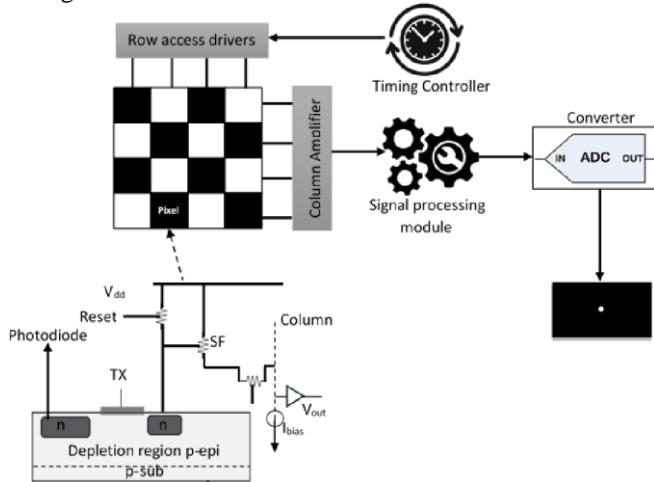 Row access drivers
Timing Controller
Column Amplifier
Converter
IN ADC OUT
Signal processing
module
Pixel
Vdd
Reset
SF
Column
Photodiode
TX
Vout
Ibias
n n
Depletion region p-epi
p-sub